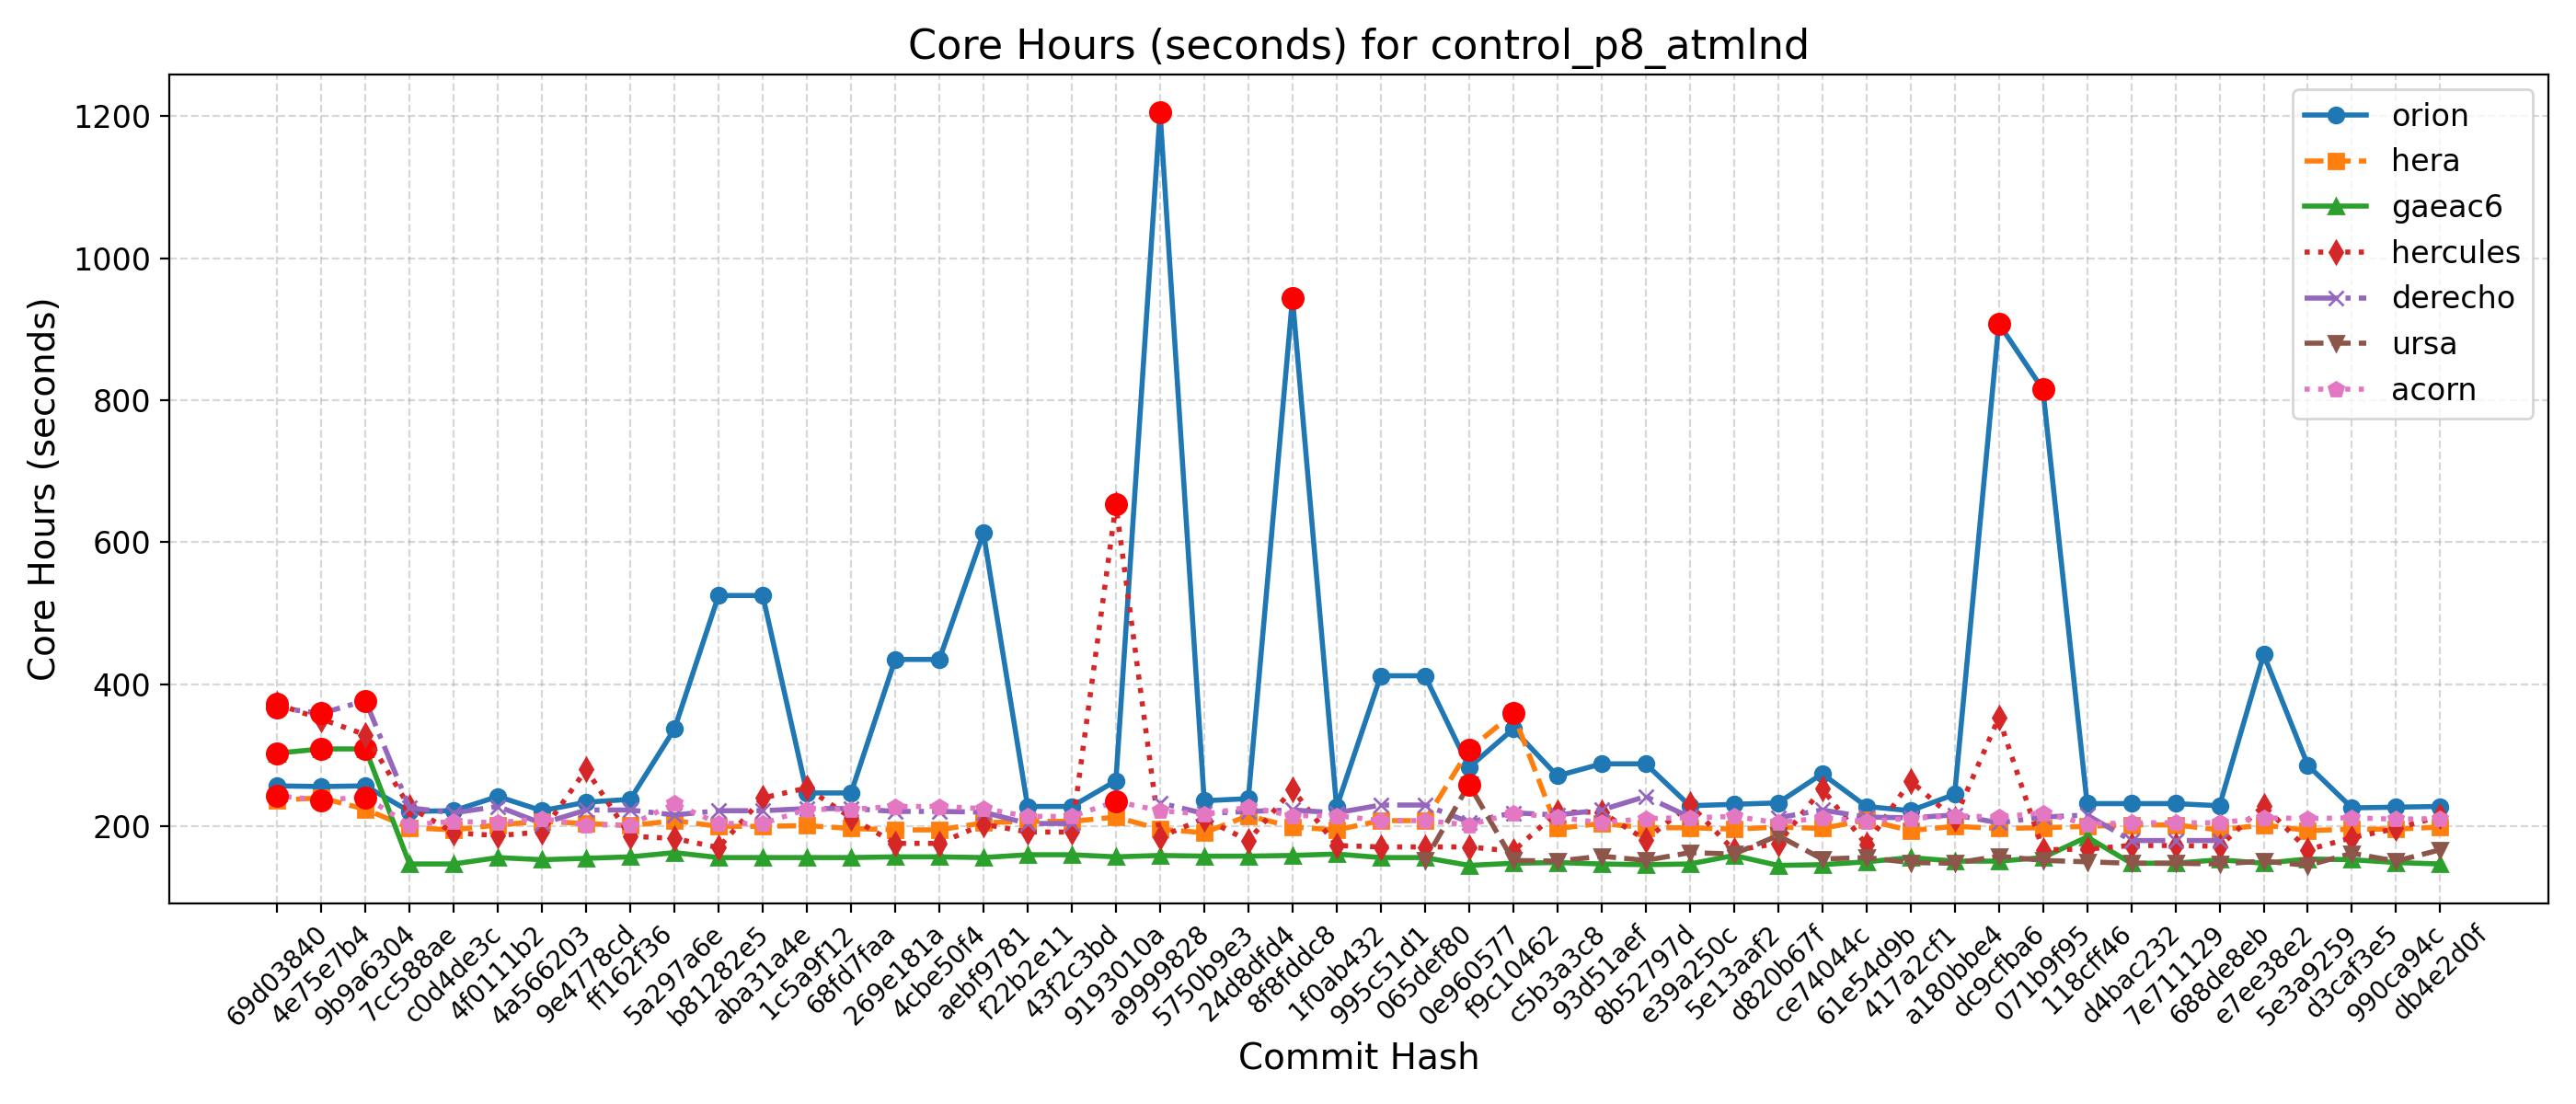 Core Hours (seconds) for control_p8_atmlnd
Core Hours (seconds)
1200
1000
800
600
400
200
orion
hera
gaeac6
hercules
derecho
ursa
acorn
69d03840
4e75e7b4
9b9a6304
7cc588ae
c0d4de3c
4f0111b2
4a566203
9e4778cd
ff162f36
5a297a6e
b81282e5
aba31a4e
1c5a9f12
68fd7faa
269e181a
4cbe50f4
aebf9781
f22b2e11
43f2c3bd
9193010a
a9999828
5750b9e3
24d8dfd4
8f8fddc8
1f0ab432
995c51d1
065def80
0e960577
f9c10462
c5b3a3c8
93d51aef
8b52797d
e39a250c
5e13aaf2
d820b67f
ce74044c
61e54d9b
417a2cf1
a180bbe4
dc9cfba6
071b9f95
118cff46
d4bac232
7e711129
688de8eb
e7ee38e2
5e3a9259
d3caf3e5
990ca94c
db4e2d0f
Commit Hash